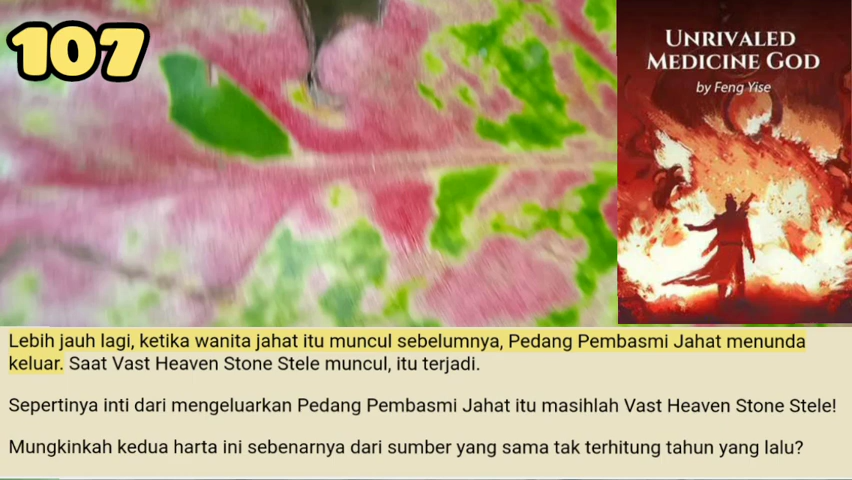 107
UNRIVALED
MEDICINE GOD
by Feng Yise
Lebih jauh lagi, ketika wanita jahat itu muncul sebelumnya, Pedang Pembasmi Jahat menunda
keluar. Saat Vast Heaven Stone Stele muncul, itu terjadi.
Sepertinya inti dari mengeluarkan Pedang Pembasmi Jahat itu masihlah Vast Heaven Stone Stele!
Mungkinkah kedua harta ini sebenarnya dari sumber yang sama tak terhitung tahun yang lalu?